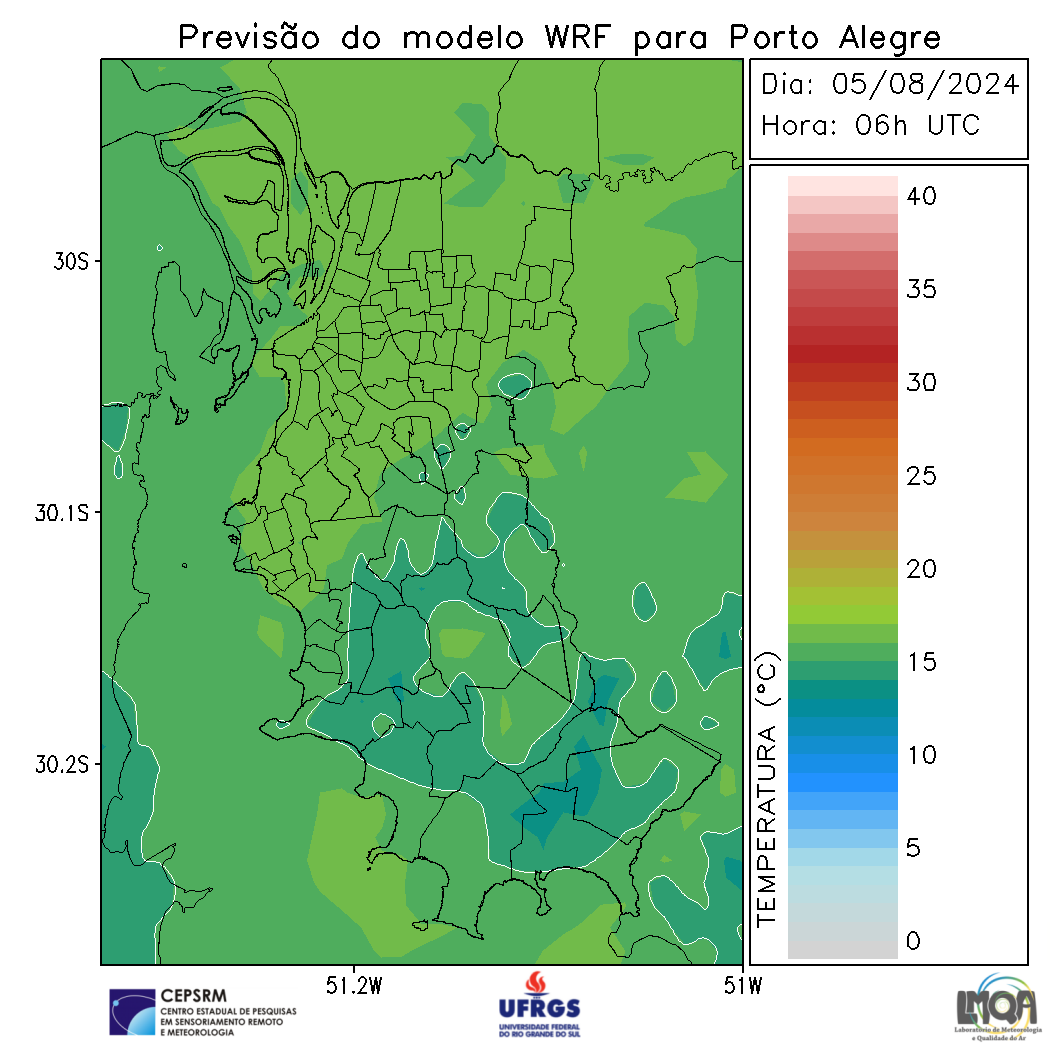 Previsão do modelo WRF para Porto Alegre
Dia: 05/08/2024
Hora: 06h UTC
30S
30.1S
30.2S
51.2W
51W
TEMPERATURA (°C)
40
35
30
25
20
15
10
5
0
CEPSRM
CENTRO ESTADUAL DE PESQUISAS
EM SENSORIAMENTO REMOTO
E METEOROLOGIA
UFRGS
UNIVERSIDADE FEDERAL
DO RIO GRANDE DO SUL
LMQA
Laboratório de Meteorologia
e Qualidade do Ar